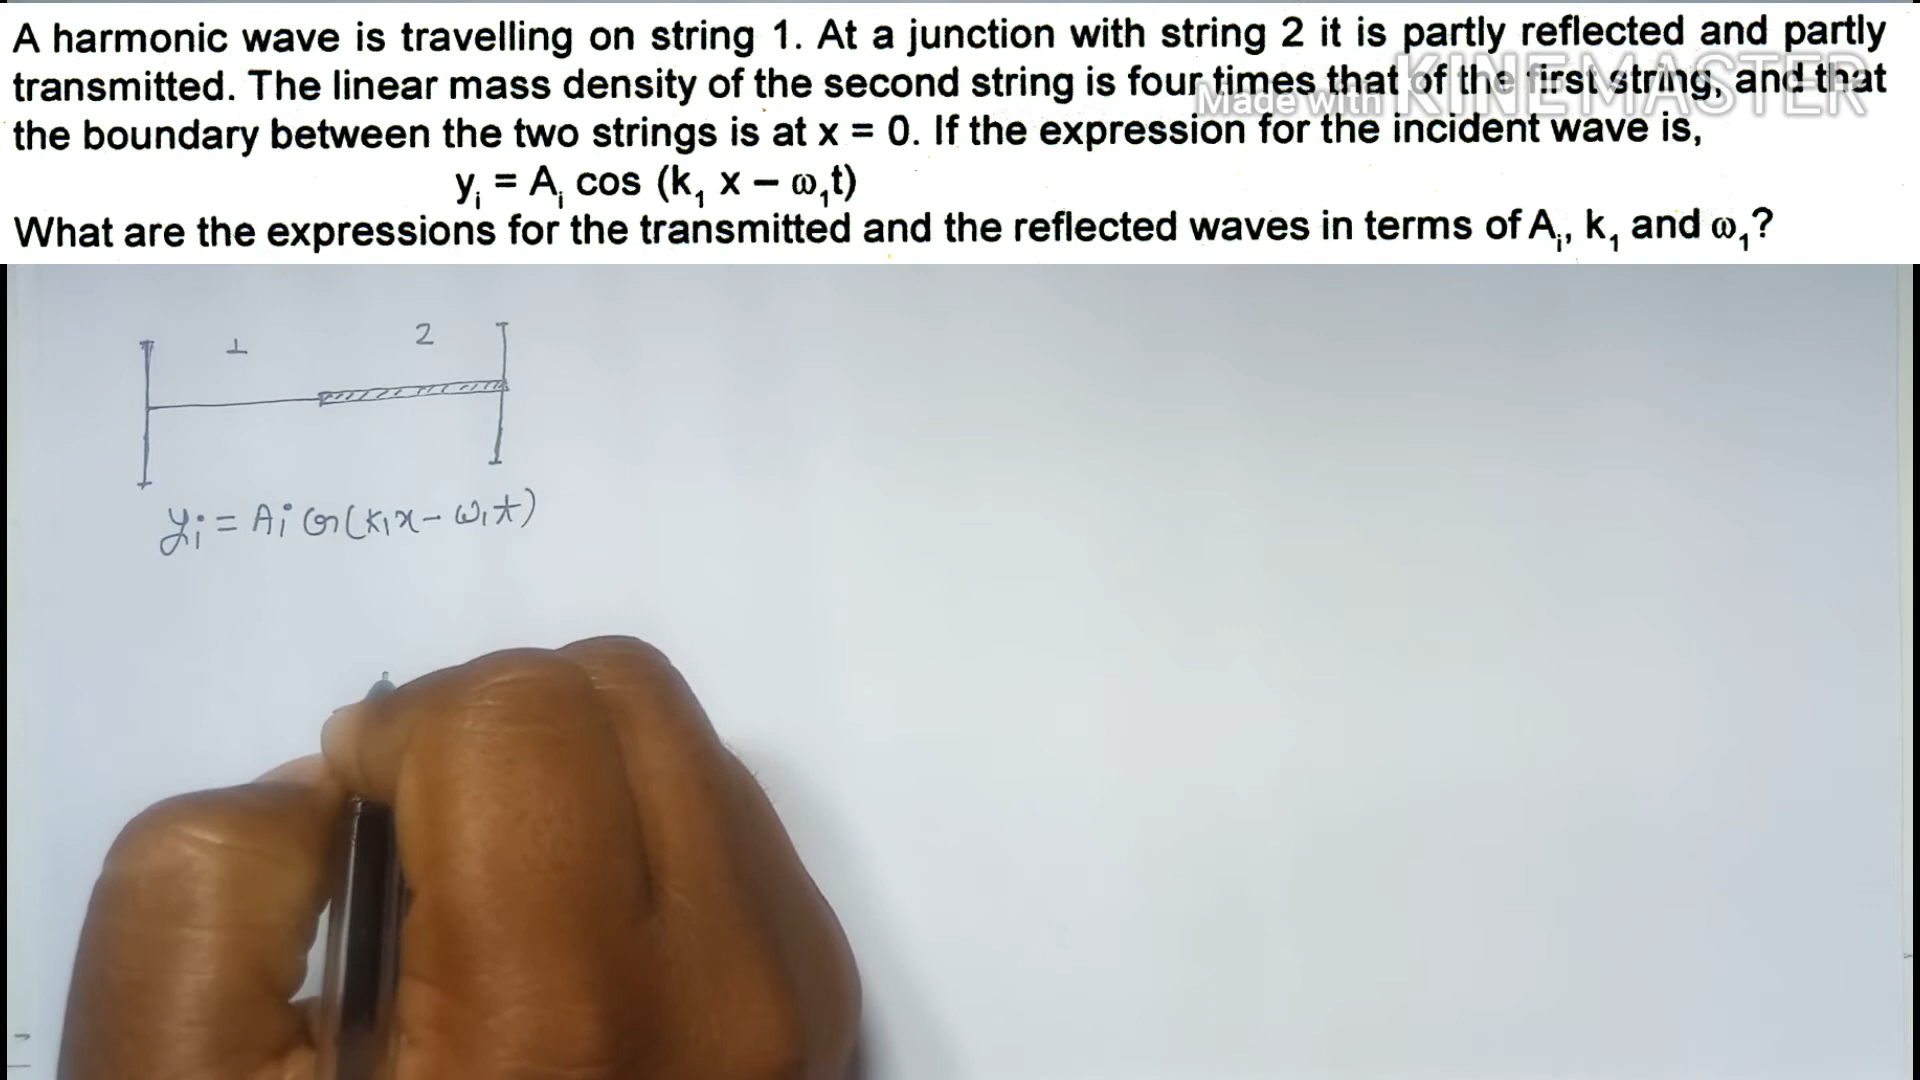 A harmonic wave is travelling on string 1. At a junction with string 2 it is partly reflected and partly
transmitted. The linear mass density of the second string is four times that of the first string, and that
the boundary between the two strings is at x = 0. If the expression for the incident wave is,
yᵢ = Aᵢ cos (k₁ x – ω₁t)
What are the expressions for the transmitted and the reflected waves in terms of Aᵢ, k₁ and ω₁?
Made with KINEMASTER
1 2
yᵢ = Aᵢ cos(k₁x – ω₁t)